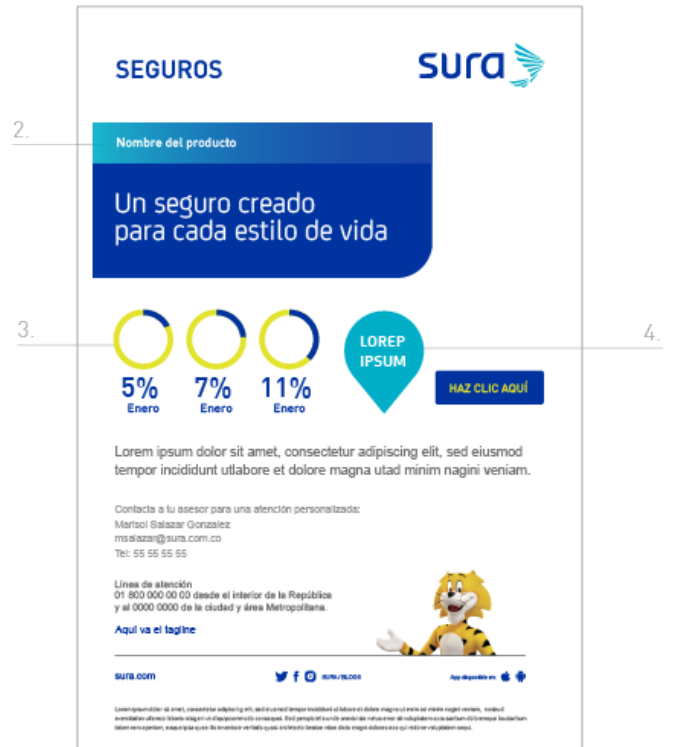 SEGUROS
sura
2.
Nombre del producto
Un seguro creado
para cada estilo de vida
3.
4.
LOREP
IPSUM
5%
Enero
7%
Enero
11%
Enero
HAZ CLIC AQUÍ
Lorem ipsum dolor sit amet, consectetur adipiscing elit, sed eiusmod
tempor incididunt utlabore et dolore magna utad minim nagini veniam.
Contacta a tu asesor para una atención personalizada:
Marisol Salazar Gonzalez
msalazar@sura.com.co
Tel: 55 55 55 55
Línea de atención
01 800 000 00 00 desde el interior de la República
y al 0000 0000 de la ciudad y área Metropolitana.
Aquí va el tagline
sura.com
App disponible en: